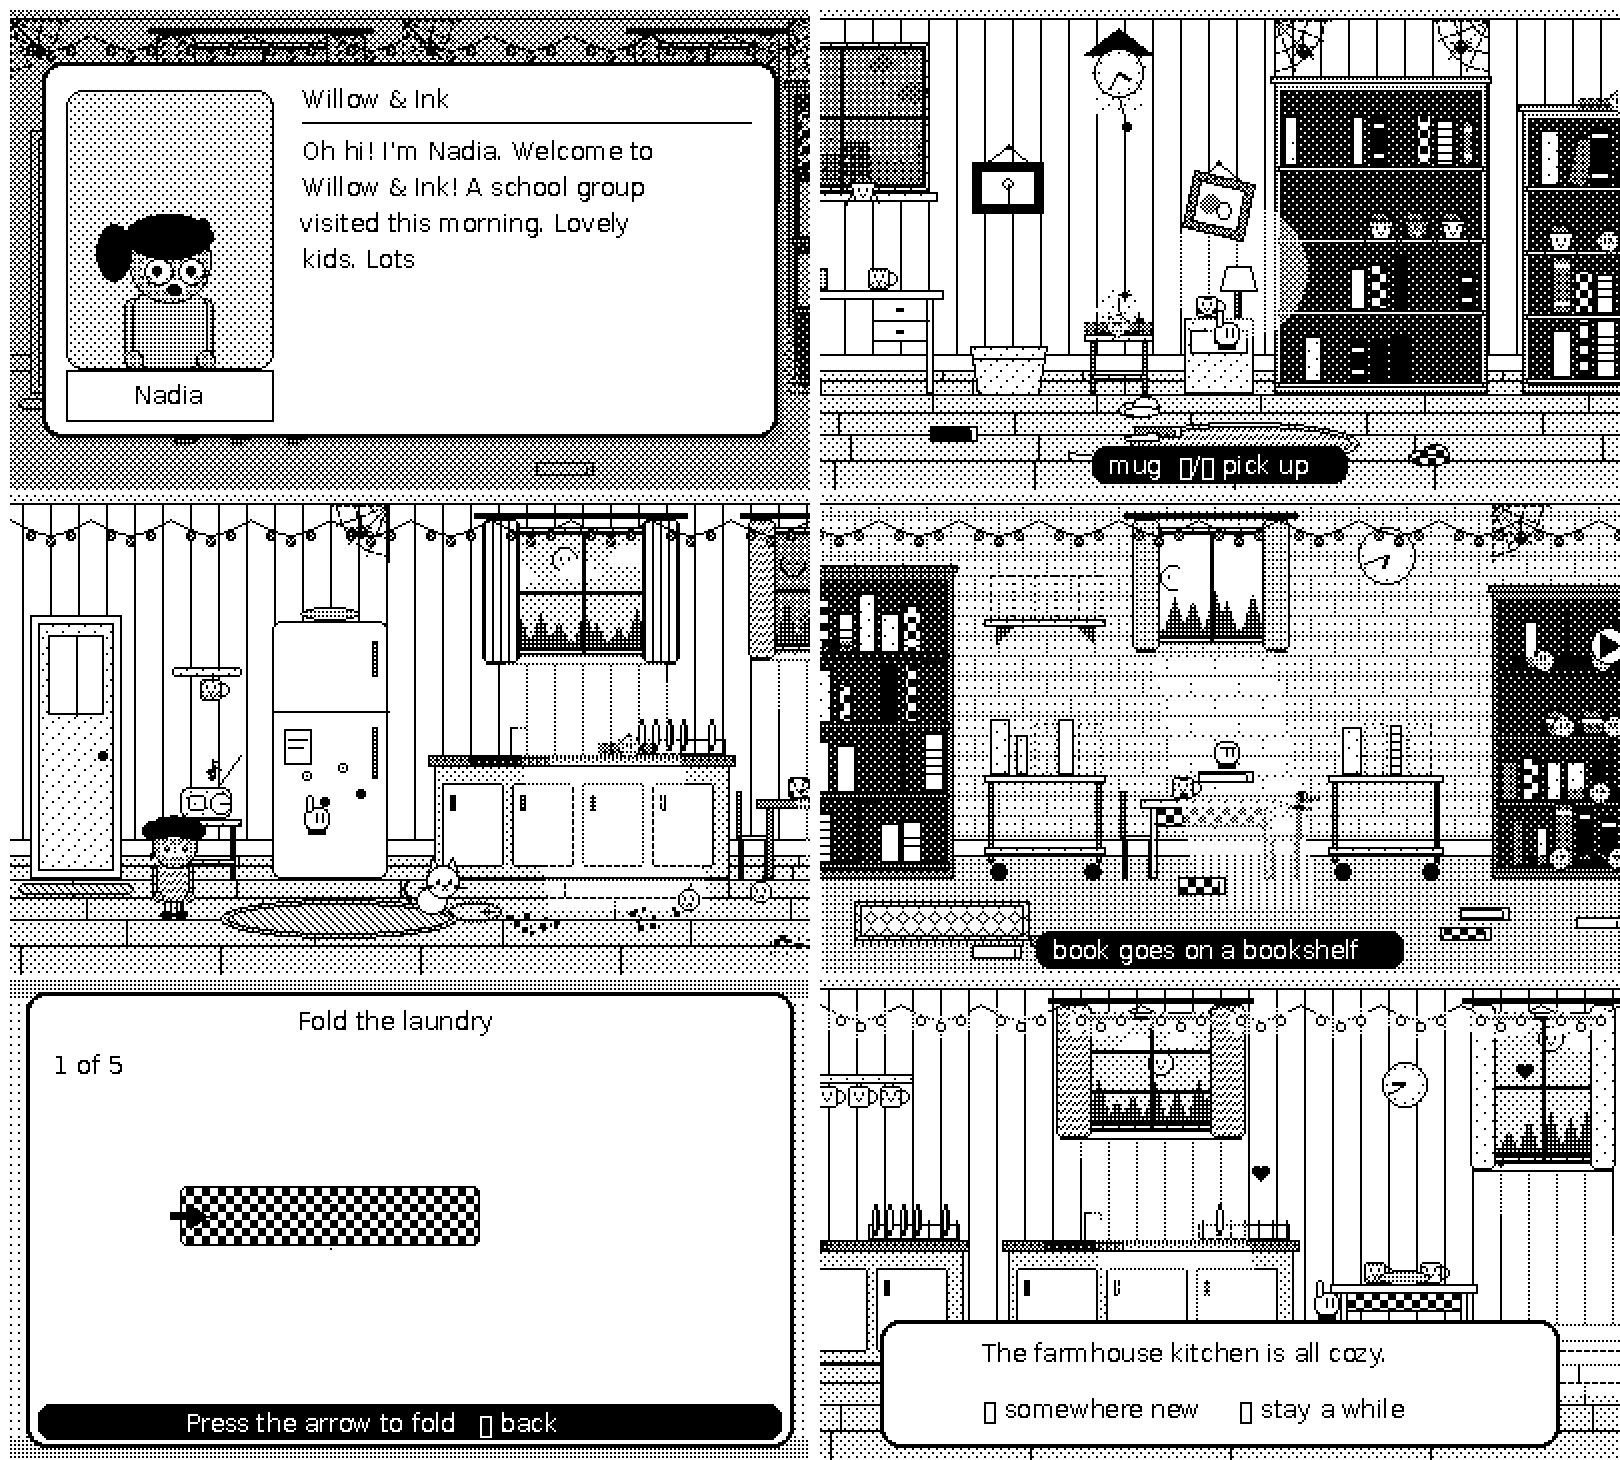 Willow & Ink
Oh hi! I'm Nadia. Welcome to
Willow & Ink! A school group
visited this morning. Lovely
kids. Lots
Nadia
mug ▯/▯ pick up
book goes on a bookshelf
Fold the laundry
1 of 5
Press the arrow to fold ▯ back
The farmhouse kitchen is all cozy.
▯ somewhere new ▯ stay a while